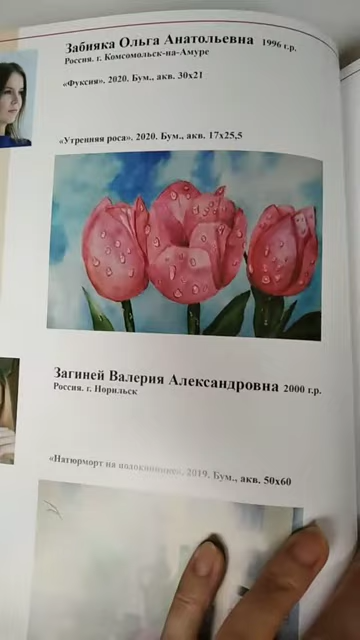 Забияка Ольга Анатольевна 1996 г.р.
Россия. г. Комсомольск-на-Амуре
«Фуксия». 2020. Бум., акв. 30х21
«Утренняя роса». 2020. Бум., акв. 17х25,5
Загиней Валерия Александровна 2000 г.р.
Россия. г. Норильск
«Натюрморт на подоконнике». 2019. Бум., акв. 50х60